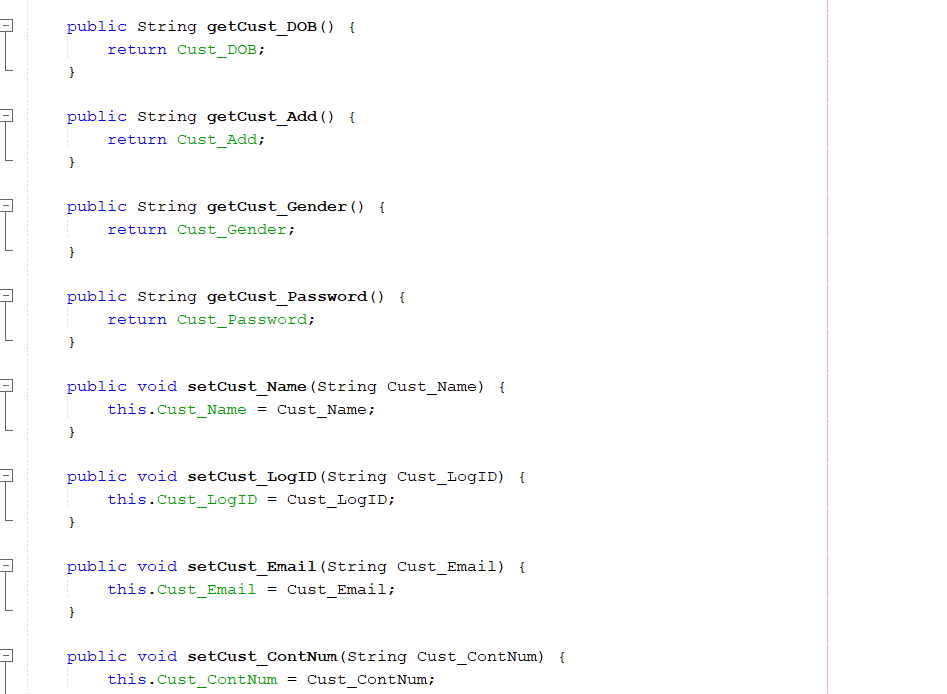 public String getCust_DOB() {
return Cust_DOB;
}
public String getCust_Add() {
return Cust_Add;
}
public String getCust_Gender() {
return Cust_Gender;
}
public String getCust_Password() {
return Cust_Password;
}
public void setCust_Name(String Cust_Name) {
this.Cust_Name = Cust_Name;
}
public void setCust_LogID(String Cust_LogID) {
this.Cust_LogID = Cust_LogID;
}
public void setCust_Email(String Cust_Email) {
this.Cust_Email = Cust_Email;
}
public void setCust_ContNum(String Cust_ContNum) {
this.Cust_ContNum = Cust_ContNum;